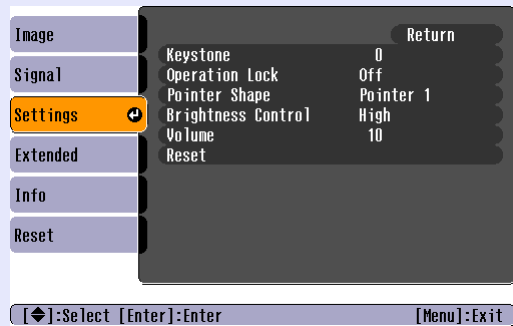 Image
Signal
Settings
Extended
Info
Reset
Return
Keystone 0
Operation Lock Off
Pointer Shape Pointer 1
Brightness Control High
Volume 10
Reset
[◆]:Select [Enter]:Enter [Menu]:Exit